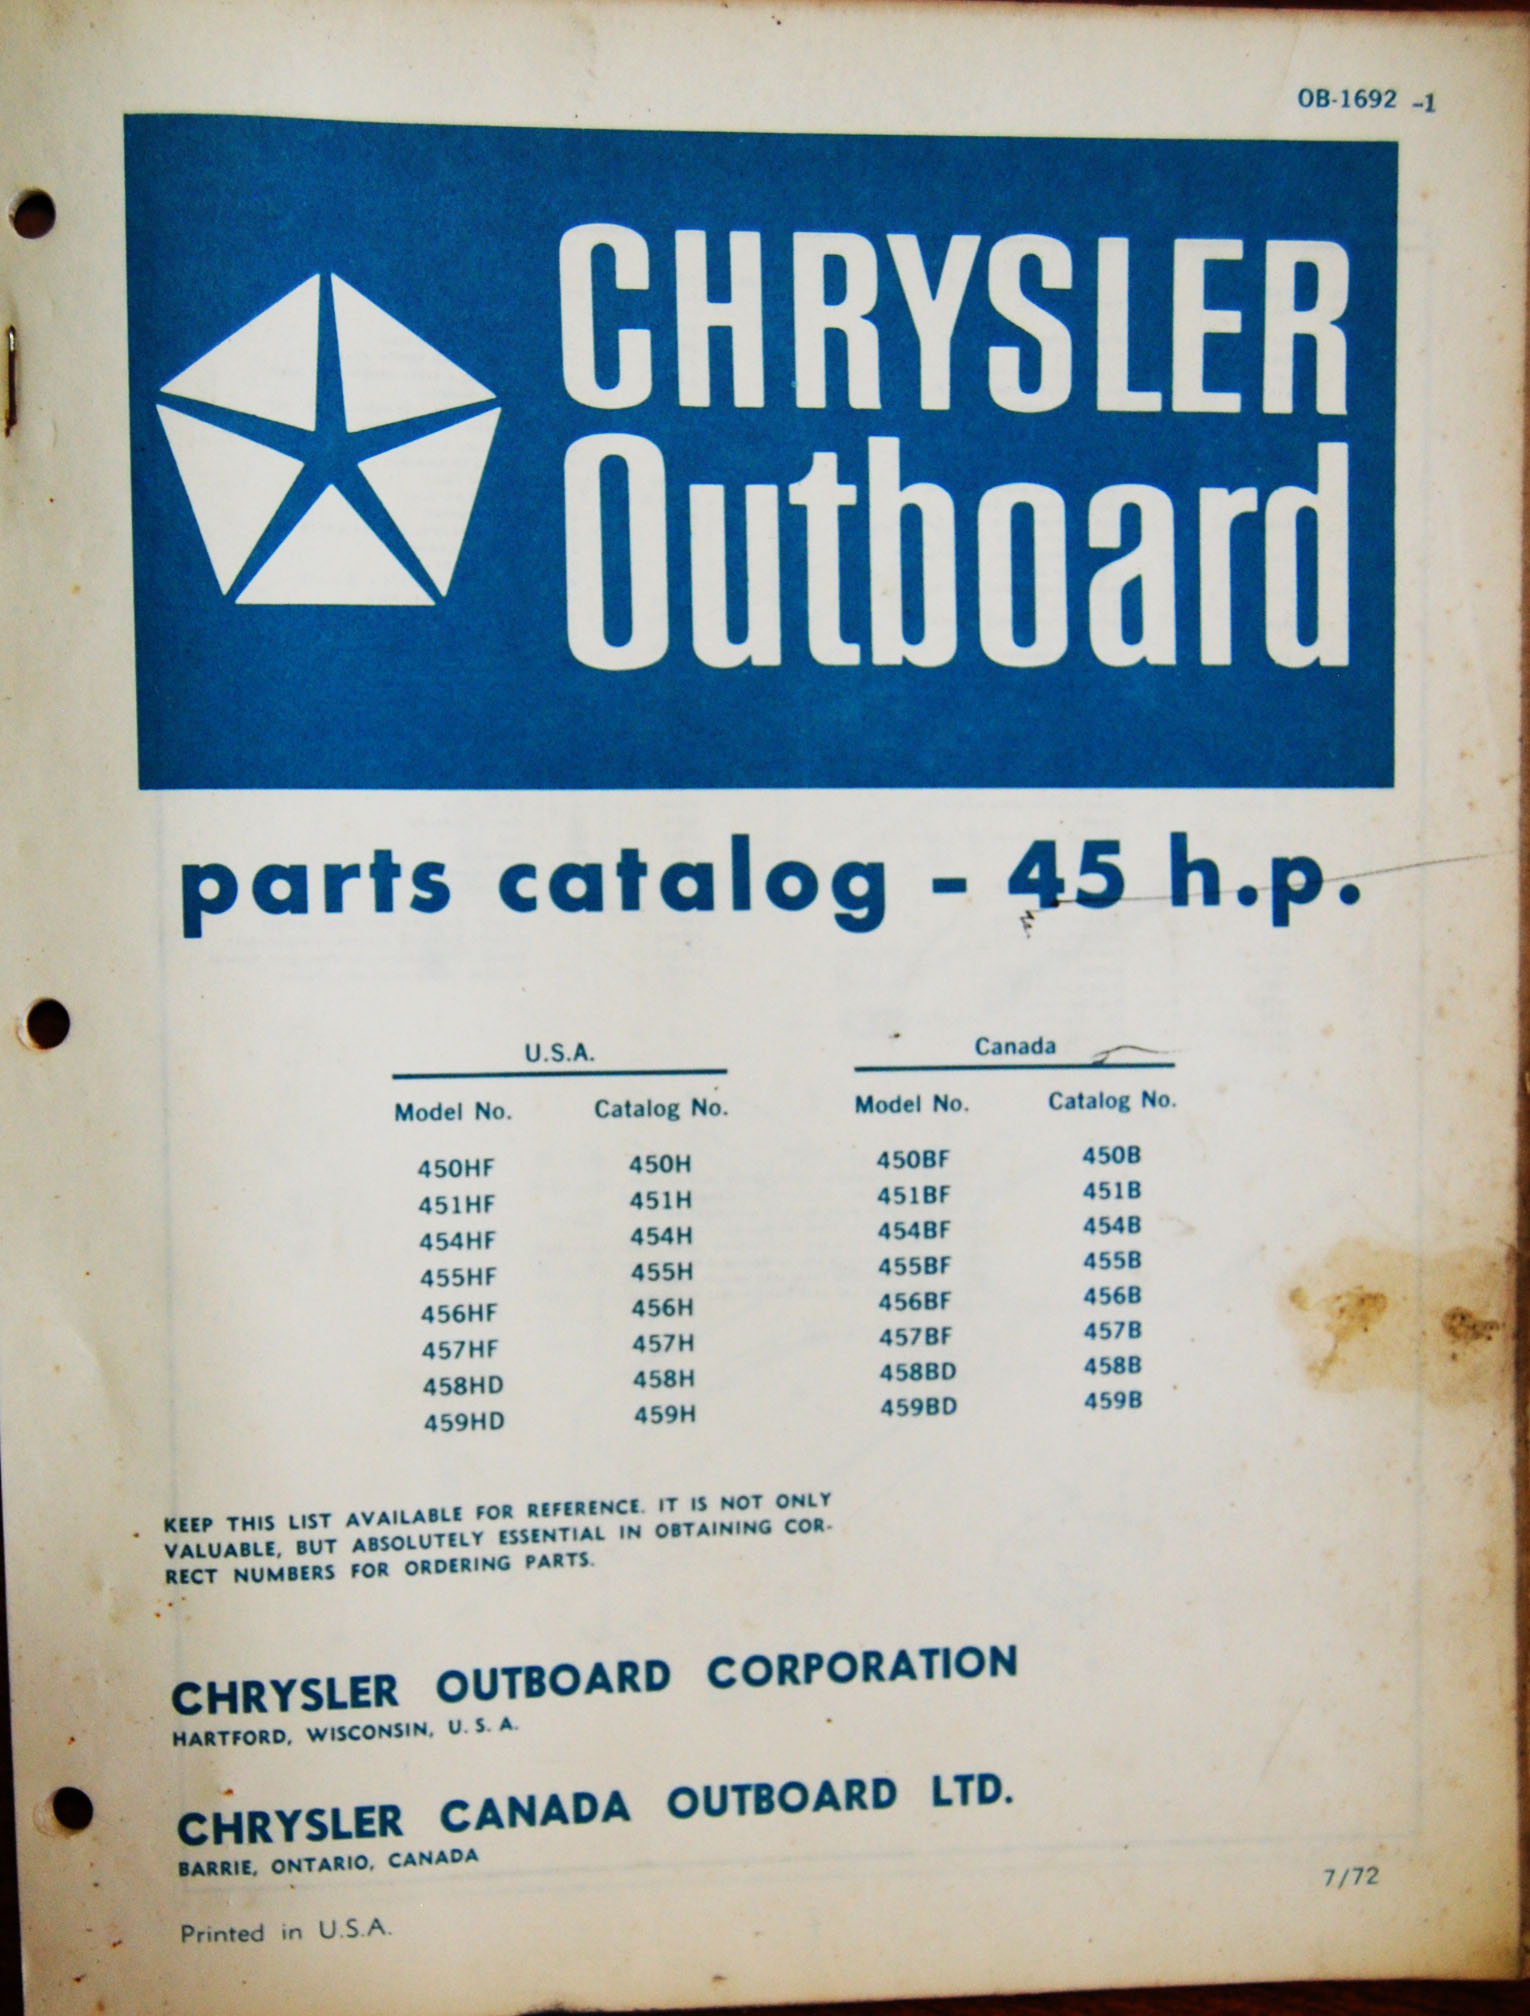 OB-1692 -1
CHRYSLER
Outboard
parts catalog - 45 h.p.
U.S.A. Canada
Model No. Catalog No. Model No. Catalog No.
450HF 450H 450BF 450B
451HF 451H 451BF 451B
454HF 454H 454BF 454B
455HF 455H 455BF 455B
456HF 456H 456BF 456B
457HF 457H 457BF 457B
458HD 458H 458BD 458B
459HD 459H 459BD 459B
KEEP THIS LIST AVAILABLE FOR REFERENCE. IT IS NOT ONLY
VALUABLE, BUT ABSOLUTELY ESSENTIAL IN OBTAINING COR-
RECT NUMBERS FOR ORDERING PARTS.
CHRYSLER OUTBOARD CORPORATION
HARTFORD, WISCONSIN, U. S. A.
CHRYSLER CANADA OUTBOARD LTD.
BARRIE, ONTARIO, CANADA
7/72
Printed in U.S.A.